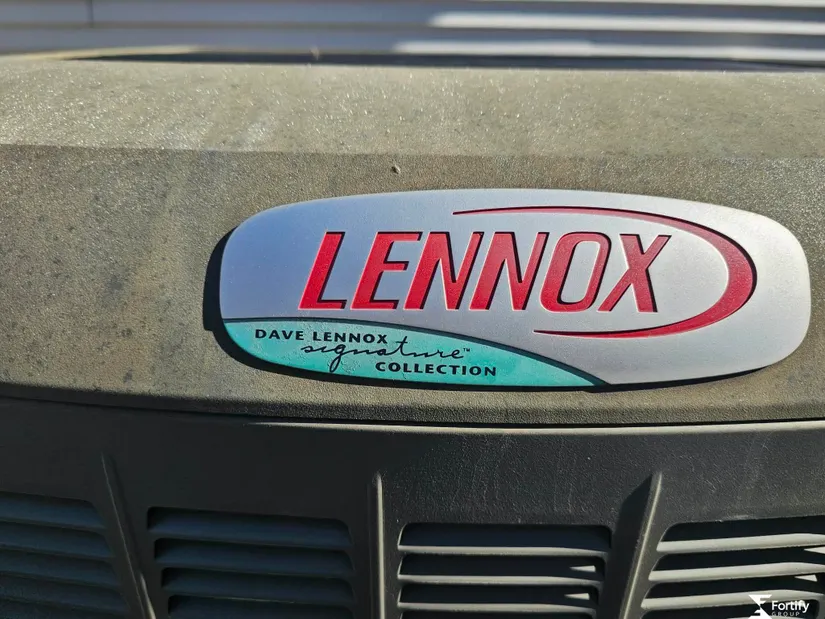 LENNOX
DAVE LENNOX
signature™
COLLECTION
Fortify
GROUP